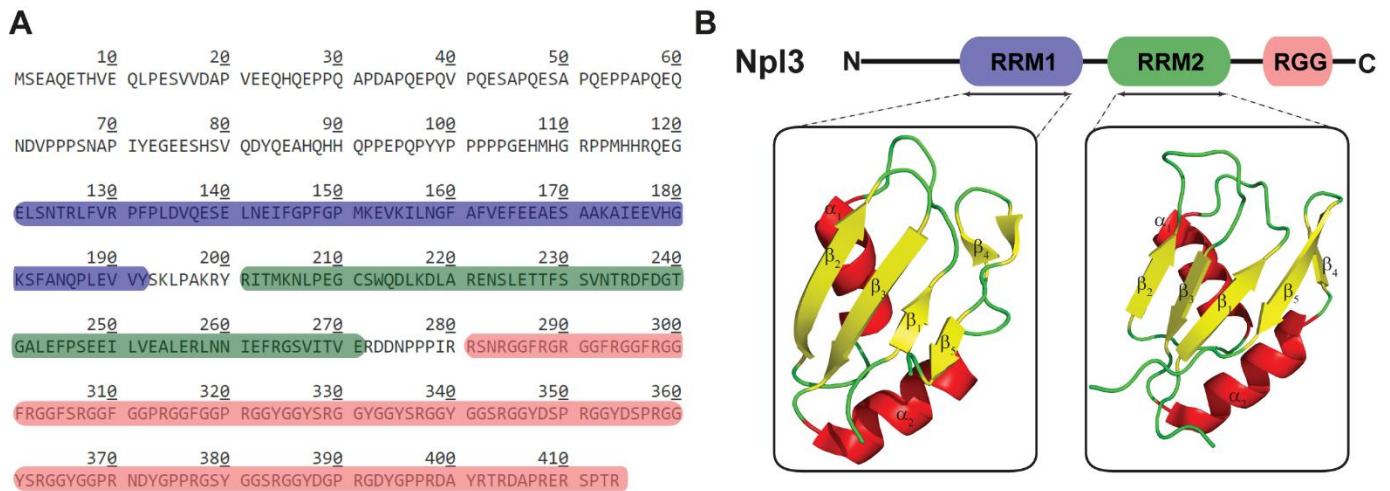 A
10 20 30 40 50 60
MSEAQETHVE QLPESVVDAP VEEQHQEPPQ APDAPQEPQV PQESAPQESA PQEPPAPQEQ
70 80 90 100 110 120
NDVPPPSNAP IYEGEESHSV QDYQEAHQHH QPPEPQPYYP PPPPGEHMHG RPPMHHRQEG
130 140 150 160 170 180
ELSNTRLFVR PFPLDVQESE LNEIFGPFGP MKEVKILNGF AFVEFEEAES AAKAIEEVHG
190 200 210 220 230 240
KSFANQPLEV VYSKLPAKRY RITMKNLPEG CSWQDLKDLA RENSLETTFS SVNTRDFDGT
250 260 270 280 290 300
GALEFPSEEI LVEALERLNN IEFRGSVITV ERDDNPPPIR RSNRGGFRGR GGFRGGFRGG
310 320 330 340 350 360
FRGGFSRGGF GGPRGGFGGP RGGYGGYSRG GYGGYSRGGY GGSRGGYDSP RGGYDSPRGG
370 380 390 400 410
YSRGGYGGPR NDYGPPRGSY GGSRGGYDGP RGDYGPPRDA YRTRDAPRER SPTR
B
Npl3 N RRM1 RRM2 RGG C
α1 β2 β3 β4 β1 β5 α2
α1 β2 β3 β1 β5 β4 α2